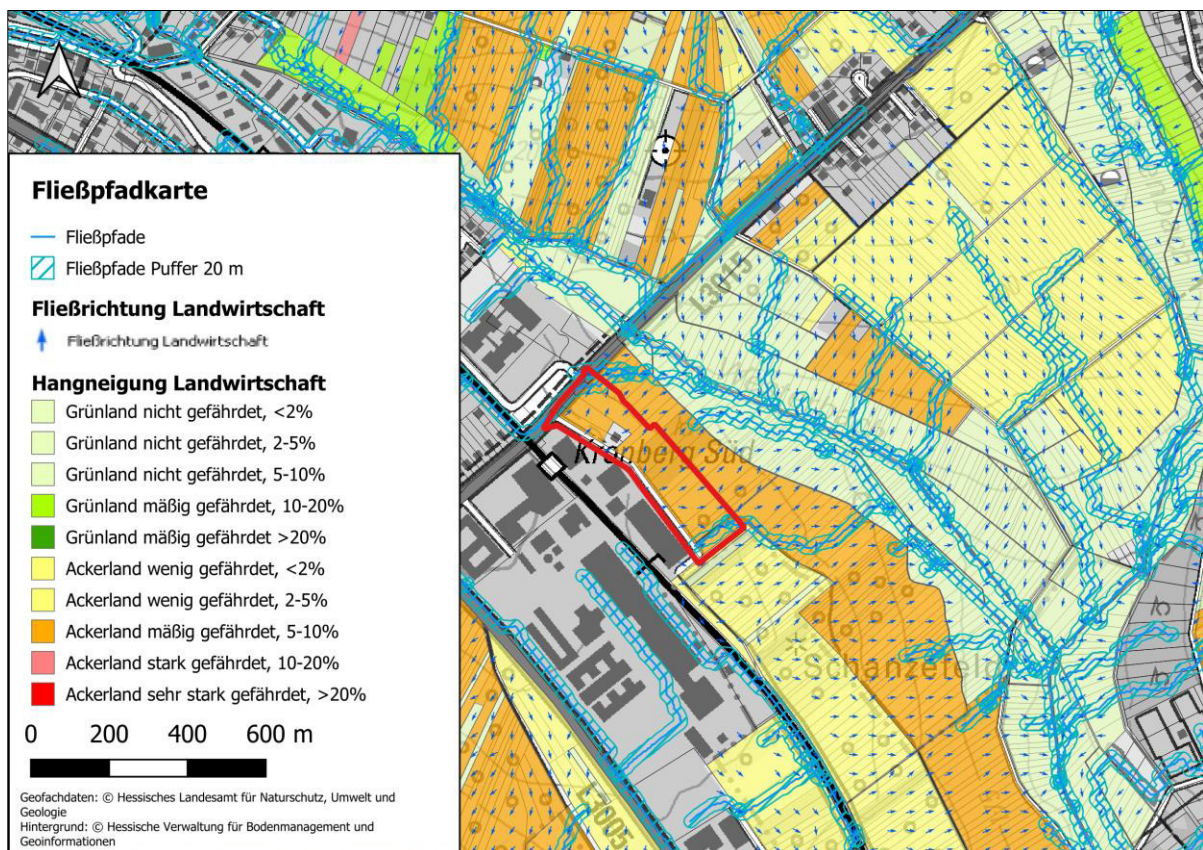 Fließpfadkarte
Fließpfade
Fließpfade Puffer 20 m
Fließrichtung Landwirtschaft
Fließrichtung Landwirtschaft
Hangneigung Landwirtschaft
Grünland nicht gefährdet, <2%
Grünland nicht gefährdet, 2-5%
Grünland nicht gefährdet, 5-10%
Grünland mäßig gefährdet, 10-20%
Grünland mäßig gefährdet >20%
Ackerland wenig gefährdet, <2%
Ackerland wenig gefährdet, 2-5%
Ackerland mäßig gefährdet, 5-10%
Ackerland stark gefährdet, 10-20%
Ackerland sehr stark gefährdet, >20%
0 200 400 600 m
Geofachdaten: © Hessisches Landesamt für Naturschutz, Umwelt und
Geologie
Hintergrund: © Hessische Verwaltung für Bodenmanagement und
Geoinformationen
L3015
Kronberg Süd
Schanzefeld
L3005